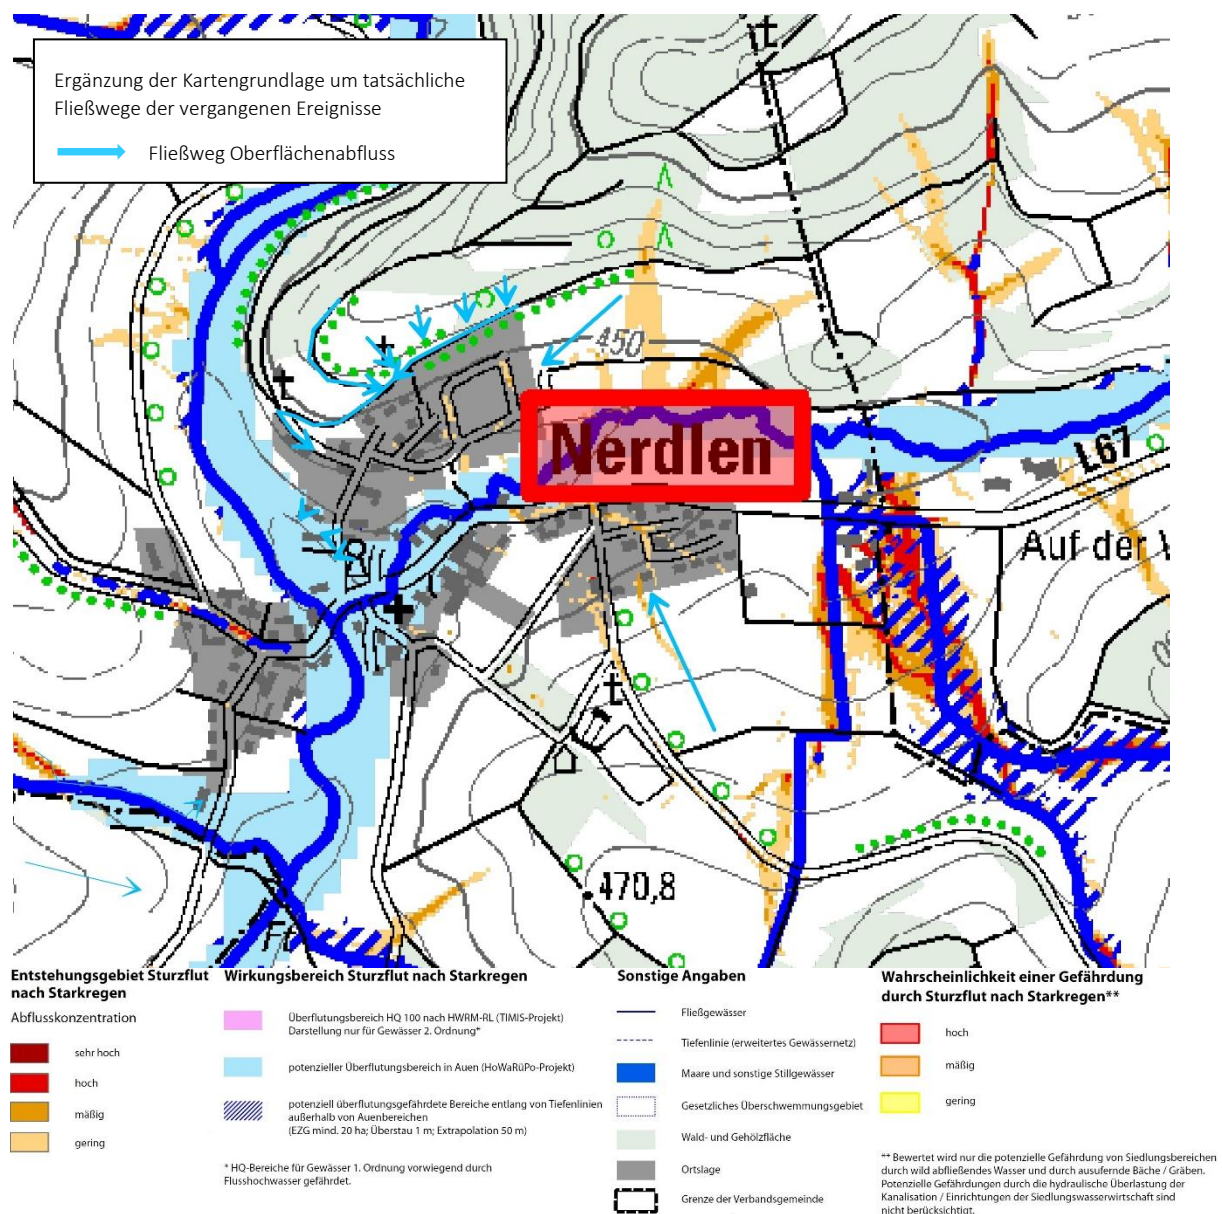 Ergänzung der Kartengrundlage um tatsächliche
Fließwege der vergangenen Ereignisse
Fließweg Oberflächenabfluss
450
Nerdlen
L67
Auf der
470,8
Ft
Entstehungsgebiet Sturzflut
nach Starkregen
Abflusskonzentration
sehr hoch
hoch
mäßig
gering
Wirkungsbereich Sturzflut nach Starkregen
Überflutungsbereich HQ 100 nach HWRM-RL (TIMIS-Projekt)
Darstellung nur für Gewässer 2. Ordnung*
potenzieller Überflutungsbereich in Auen (HoWaRüPo-Projekt)
potenziell überflutungsgefährdete Bereiche entlang von Tiefenlinien
außerhalb von Auenbereichen
(EZG mind. 20 ha; Überstau 1 m; Extrapolation 50 m)
* HQ-Bereiche für Gewässer 1. Ordnung vorwiegend durch
Flusshochwasser gefährdet.
Sonstige Angaben
Fließgewässer
Tiefenlinie (erweitertes Gewässernetz)
Maare und sonstige Stillgewässer
Gesetzliches Überschwemmungsgebiet
Wald- und Gehölzfläche
Ortslage
Grenze der Verbandsgemeinde
Wahrscheinlichkeit einer Gefährdung
durch Sturzflut nach Starkregen**
hoch
mäßig
gering
** Bewertet wird nur die potenzielle Gefährdung von Siedlungsbereichen
durch wild abfließendes Wasser und durch ausufernde Bäche / Gräben.
Potenzielle Gefährdungen durch die hydraulische Überlastung der
Kanalisation / Einrichtungen der Siedlungswasserwirtschaft sind
nicht berücksichtigt.